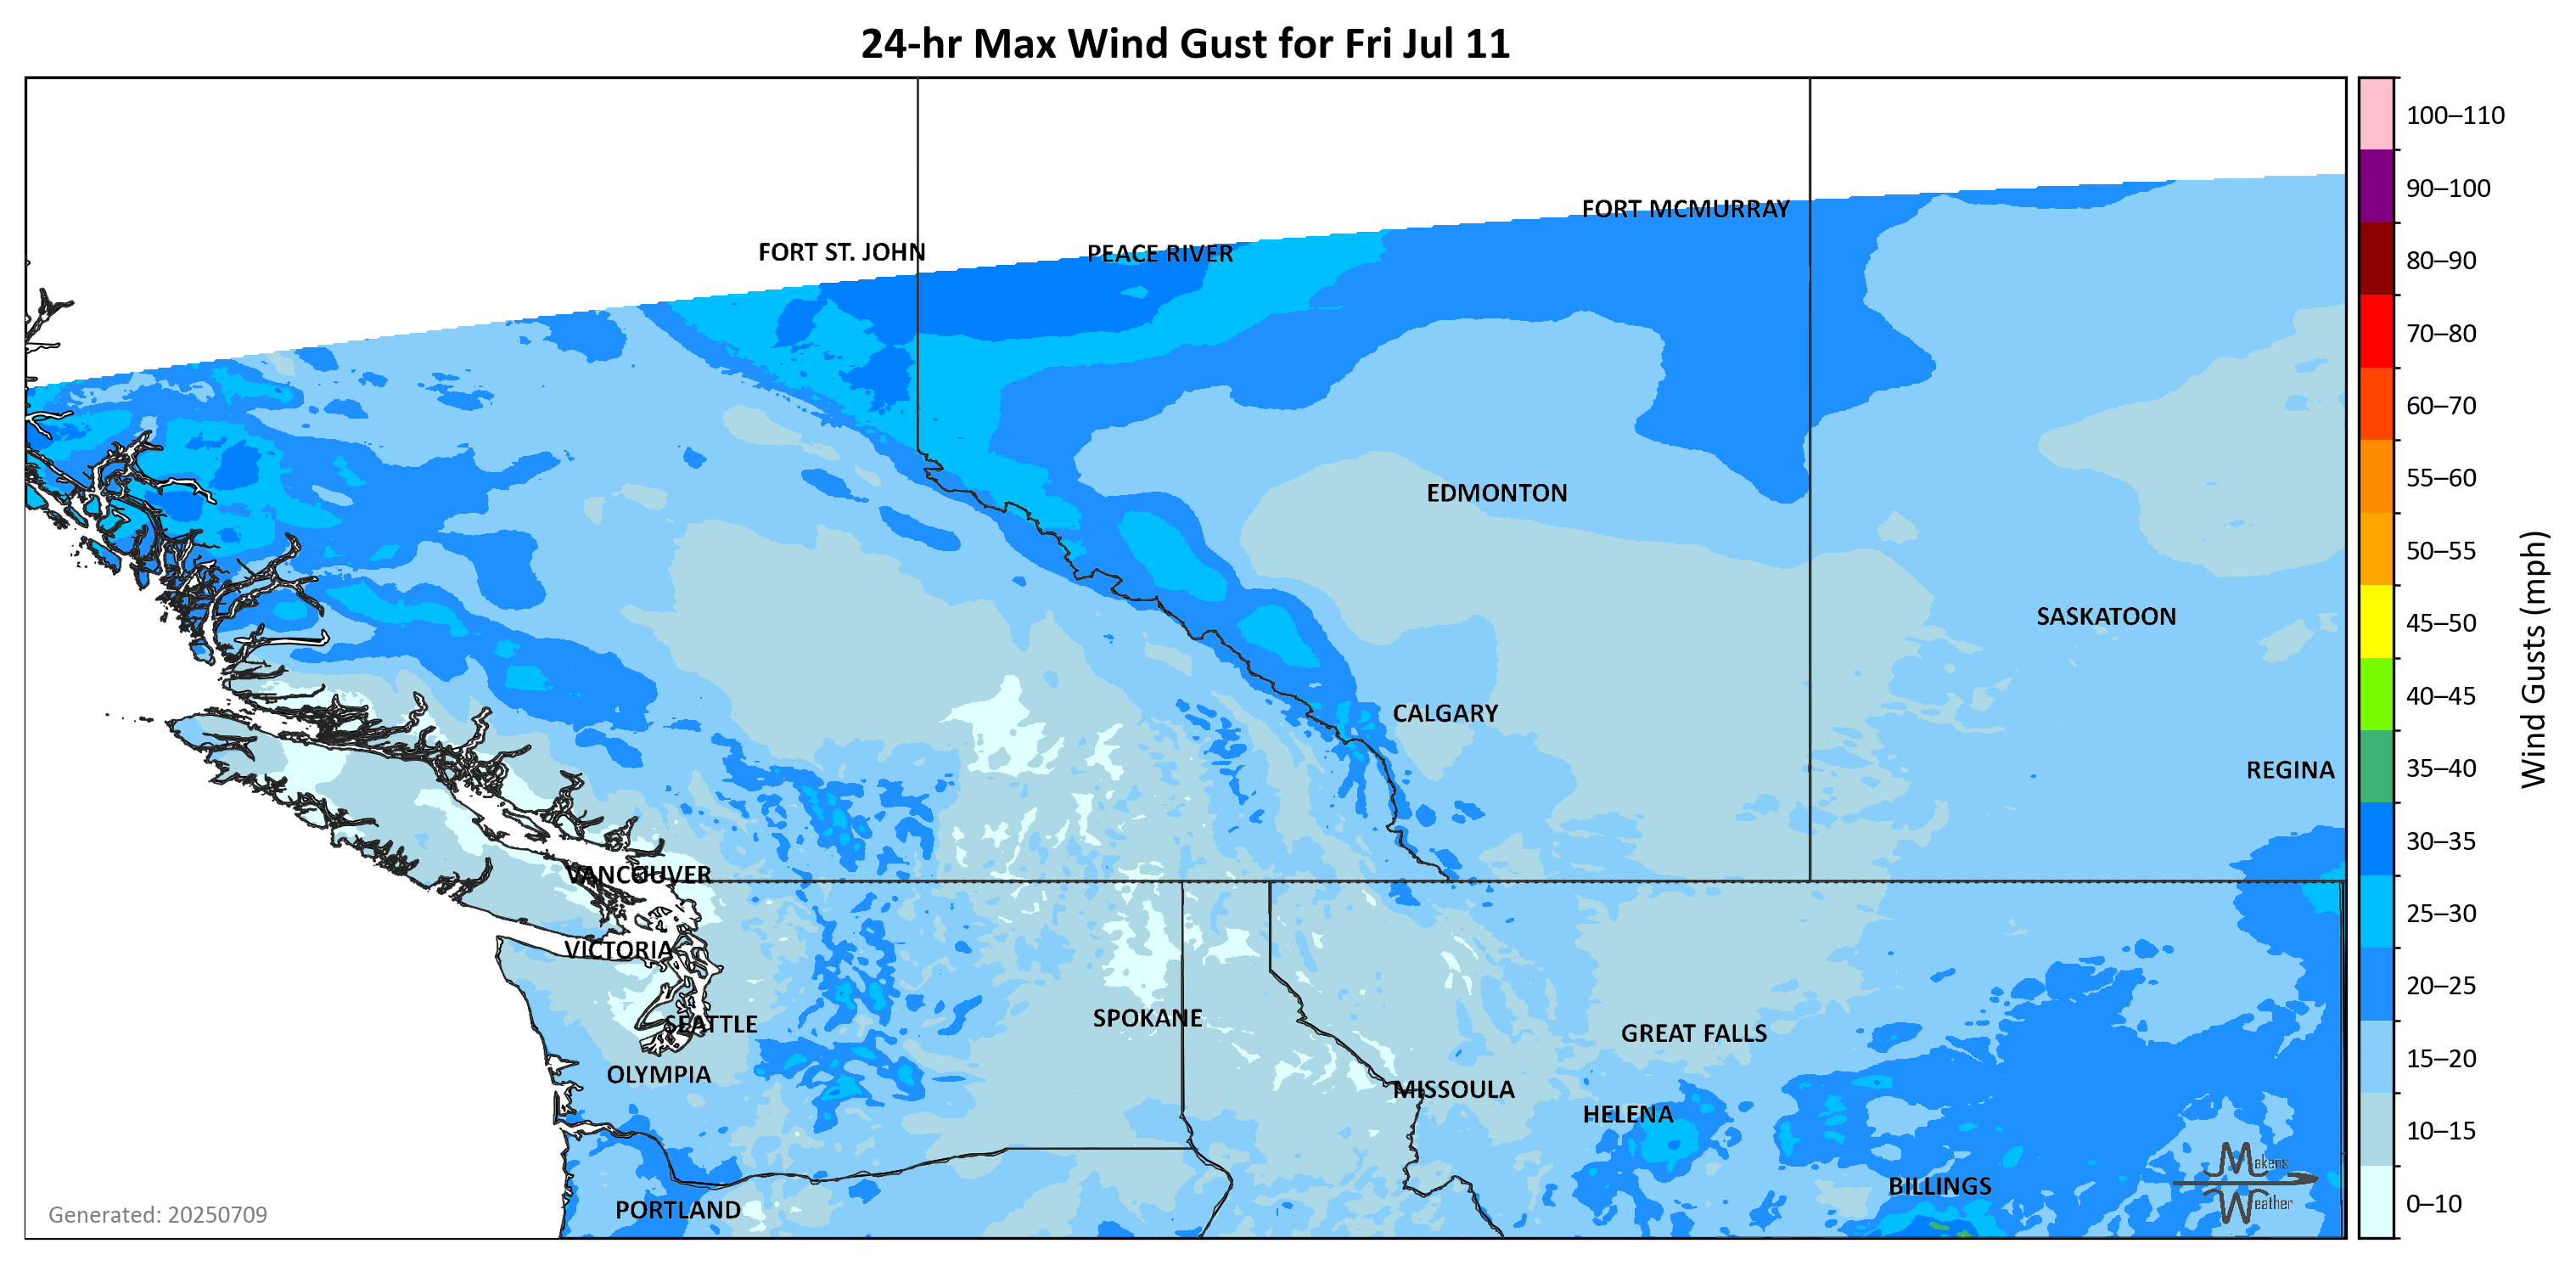 24-hr Max Wind Gust for Fri Jul 11
100–110
90–100
80–90
70–80
60–70
55–60
50–55
45–50
40–45
35–40
30–35
25–30
20–25
15–20
10–15
0–10
Wind Gusts (mph)
FORT MCMURRAY
FORT ST. JOHN
PEACE RIVER
EDMONTON
SASKATOON
CALGARY
REGINA
VANCOUVER
VICTORIA
SEATTLE
SPOKANE
GREAT FALLS
OLYMPIA
MISSOULA
HELENA
BILLINGS
PORTLAND
Makens
Weather
Generated: 20250709